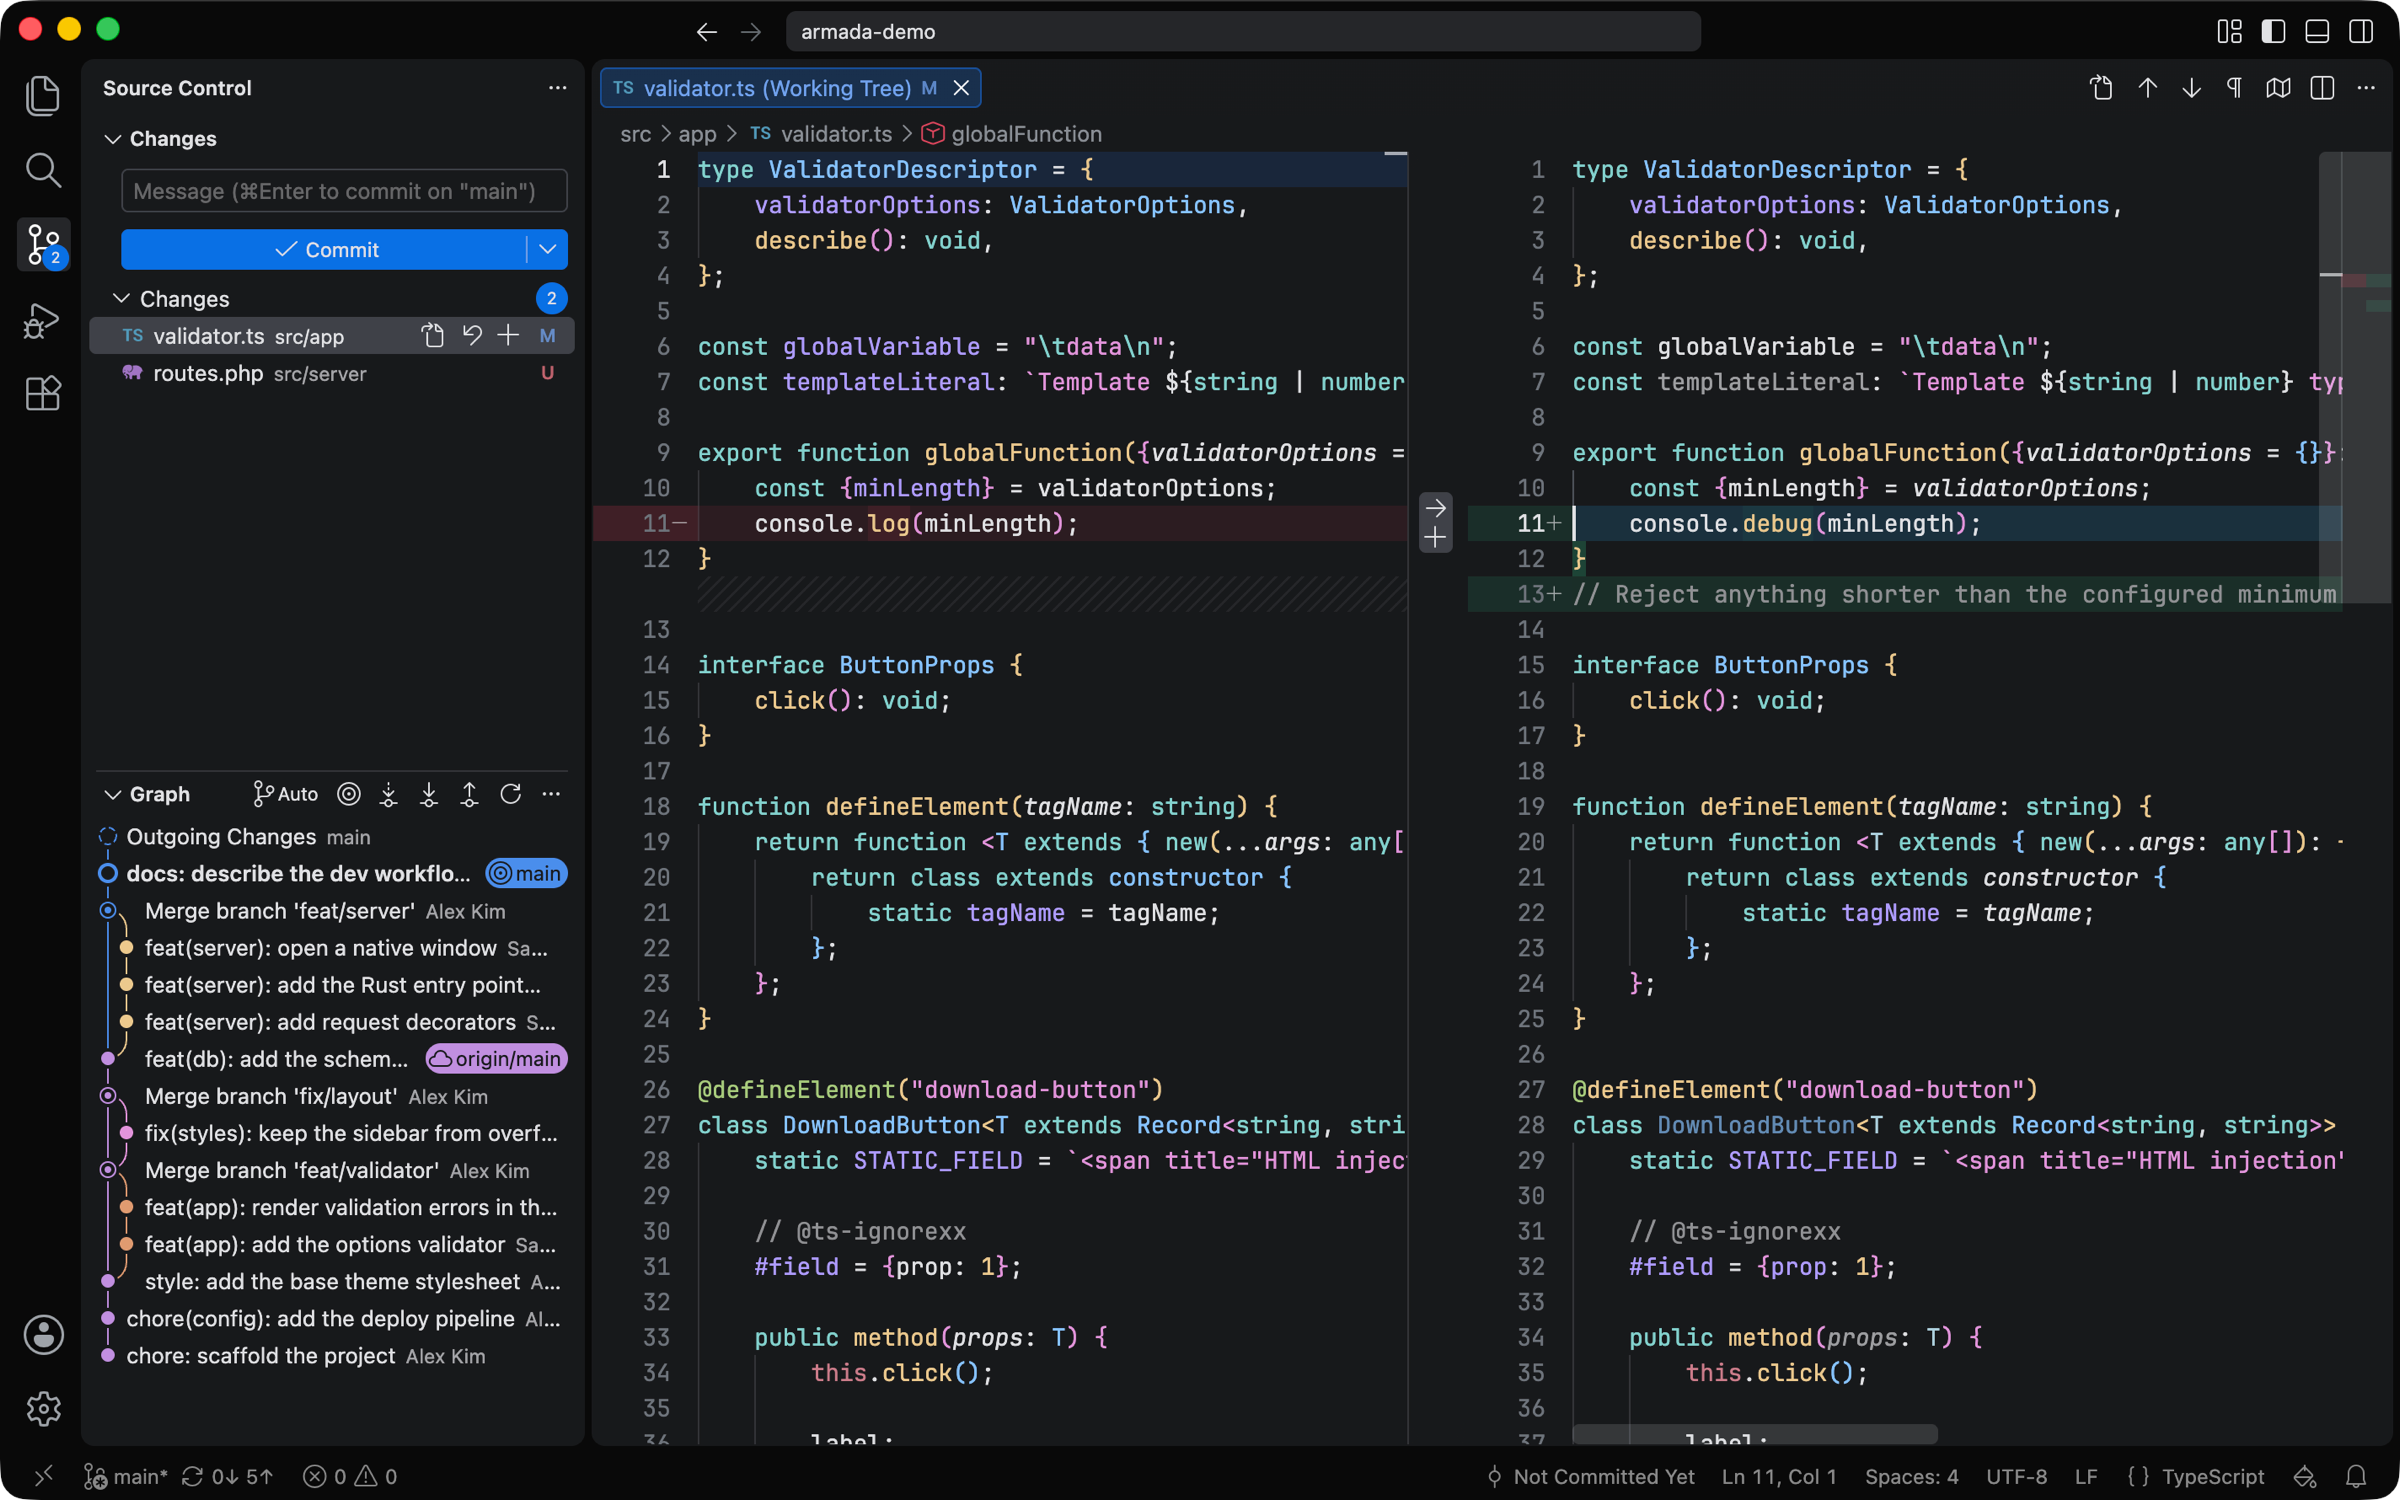 armada-demo
Source Control
Changes
Message (⌘Enter to commit on "main")
Commit
Changes 2
TS validator.ts src/app M
routes.php src/server U
2
Graph Auto
Outgoing Changes main
docs: describe the dev workflo... main
Merge branch 'feat/server' Alex Kim
feat(server): open a native window Sa...
feat(server): add the Rust entry point...
feat(server): add request decorators S...
feat(db): add the schem... origin/main
Merge branch 'fix/layout' Alex Kim
fix(styles): keep the sidebar from overf...
Merge branch 'feat/validator' Alex Kim
feat(app): render validation errors in th...
feat(app): add the options validator Sa...
style: add the base theme stylesheet A...
chore(config): add the deploy pipeline Al...
chore: scaffold the project Alex Kim
TS validator.ts (Working Tree) M
src > app > TS validator.ts > globalFunction
1 type ValidatorDescriptor = {
2 validatorOptions: ValidatorOptions,
3 describe(): void,
4 };
5
6 const globalVariable = "\tdata\n";
7 const templateLiteral: `Template ${string | number
8
9 export function globalFunction({validatorOptions =
10 const {minLength} = validatorOptions;
11− console.log(minLength);
12 }
13
14 interface ButtonProps {
15 click(): void;
16 }
17
18 function defineElement(tagName: string) {
19 return function <T extends { new(...args: any[
20 return class extends constructor {
21 static tagName = tagName;
22 };
23 };
24 }
25
26 @defineElement("download-button")
27 class DownloadButton<T extends Record<string, stri
28 static STATIC_FIELD = `<span title="HTML injec
29
30 // @ts-ignorexx
31 #field = {prop: 1};
32
33 public method(props: T) {
34 this.click();
35
36 label:
1 type ValidatorDescriptor = {
2 validatorOptions: ValidatorOptions,
3 describe(): void,
4 };
5
6 const globalVariable = "\tdata\n";
7 const templateLiteral: `Template ${string | number} typ
8
9 export function globalFunction({validatorOptions = {}}:
10 const {minLength} = validatorOptions;
11+ console.debug(minLength);
12 }
13+ // Reject anything shorter than the configured minimum
14
15 interface ButtonProps {
16 click(): void;
17 }
18
19 function defineElement(tagName: string) {
20 return function <T extends { new(...args: any[]):
21 return class extends constructor {
22 static tagName = tagName;
23 };
24 };
25 }
26
27 @defineElement("download-button")
28 class DownloadButton<T extends Record<string, string>>
29 static STATIC_FIELD = `<span title="HTML injection"
30
31 // @ts-ignorexx
32 #field = {prop: 1};
33
34 public method(props: T) {
35 this.click();
36
37 label:
main* 0↓ 5↑ 0 0
Not Committed Yet Ln 11, Col 1 Spaces: 4 UTF-8 LF {} TypeScript